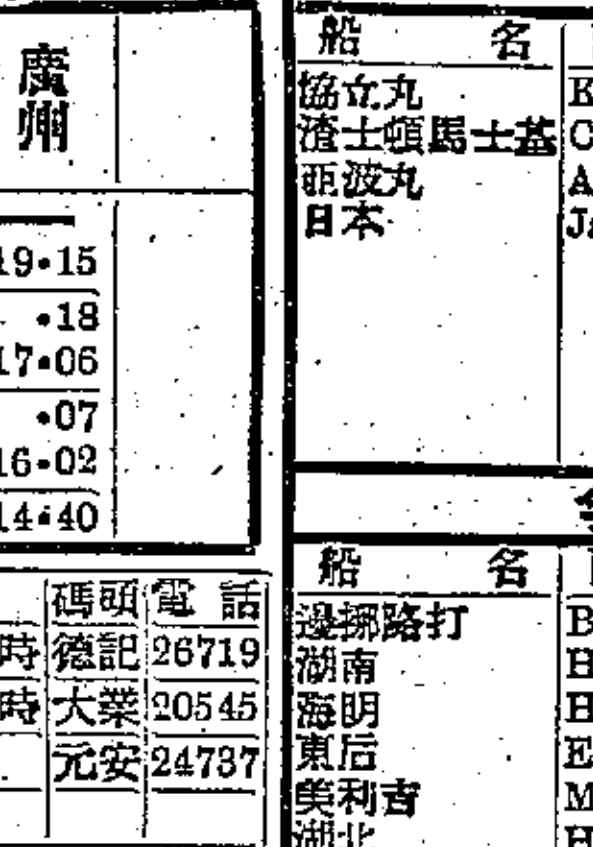 廣州
19•15
•18
17•06
•07
16•02
14•40
碼頭 電話
時 德記 26719
時 大業 20545
元安 24737
船名
協立丸
渣士頓馬士基
亜波丸
日本
船名
邊挪路打
湖南
海明
東后
美利吉
湖北